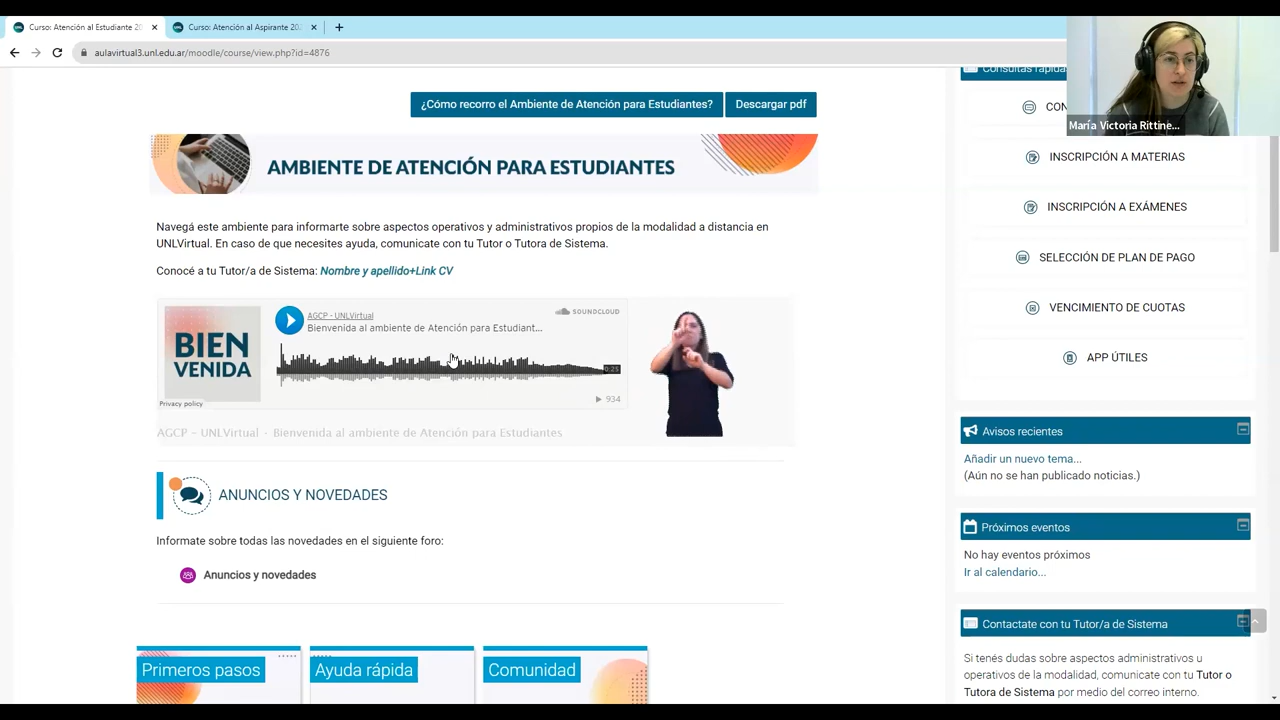 Curso: Atención al Estudiante 20
Curso: Atención al Aspirante 202
aulavirtual3.unl.edu.ar/moodle/course/view.php?id=4876
¿Cómo recorro el Ambiente de Atención para Estudiantes?
Descargar pdf
AMBIENTE DE ATENCIÓN PARA ESTUDIANTES
Navegá este ambiente para informarte sobre aspectos operativos y administrativos propios de la modalidad a distancia en
UNLVirtual. En caso de que necesites ayuda, comunicate con tu Tutor o Tutora de Sistema.
Conocé a tu Tutor/a de Sistema: Nombre y apellido+Link CV
BIEN
VENIDA
Privacy policy
AGCP - UNLVirtual
Bienvenida al ambiente de Atención para Estudiant...
SOUNDCLOUD
0:25
934
AGCP - UNLVirtual · Bienvenida al ambiente de Atención para Estudiantes
ANUNCIOS Y NOVEDADES
Informate sobre todas las novedades en el siguiente foro:
Anuncios y novedades
Primeros pasos
Ayuda rápida
Comunidad
Consultas rápida
CON
María Victoria Rittine...
INSCRIPCIÓN A MATERIAS
INSCRIPCIÓN A EXÁMENES
SELECCIÓN DE PLAN DE PAGO
VENCIMIENTO DE CUOTAS
APP ÚTILES
Avisos recientes
Añadir un nuevo tema...
(Aún no se han publicado noticias.)
Próximos eventos
No hay eventos próximos
Ir al calendario...
Contactate con tu Tutor/a de Sistema
Si tenés dudas sobre aspectos administrativos u
operativos de la modalidad, comunicate con tu Tutor o
Tutora de Sistema por medio del correo interno.